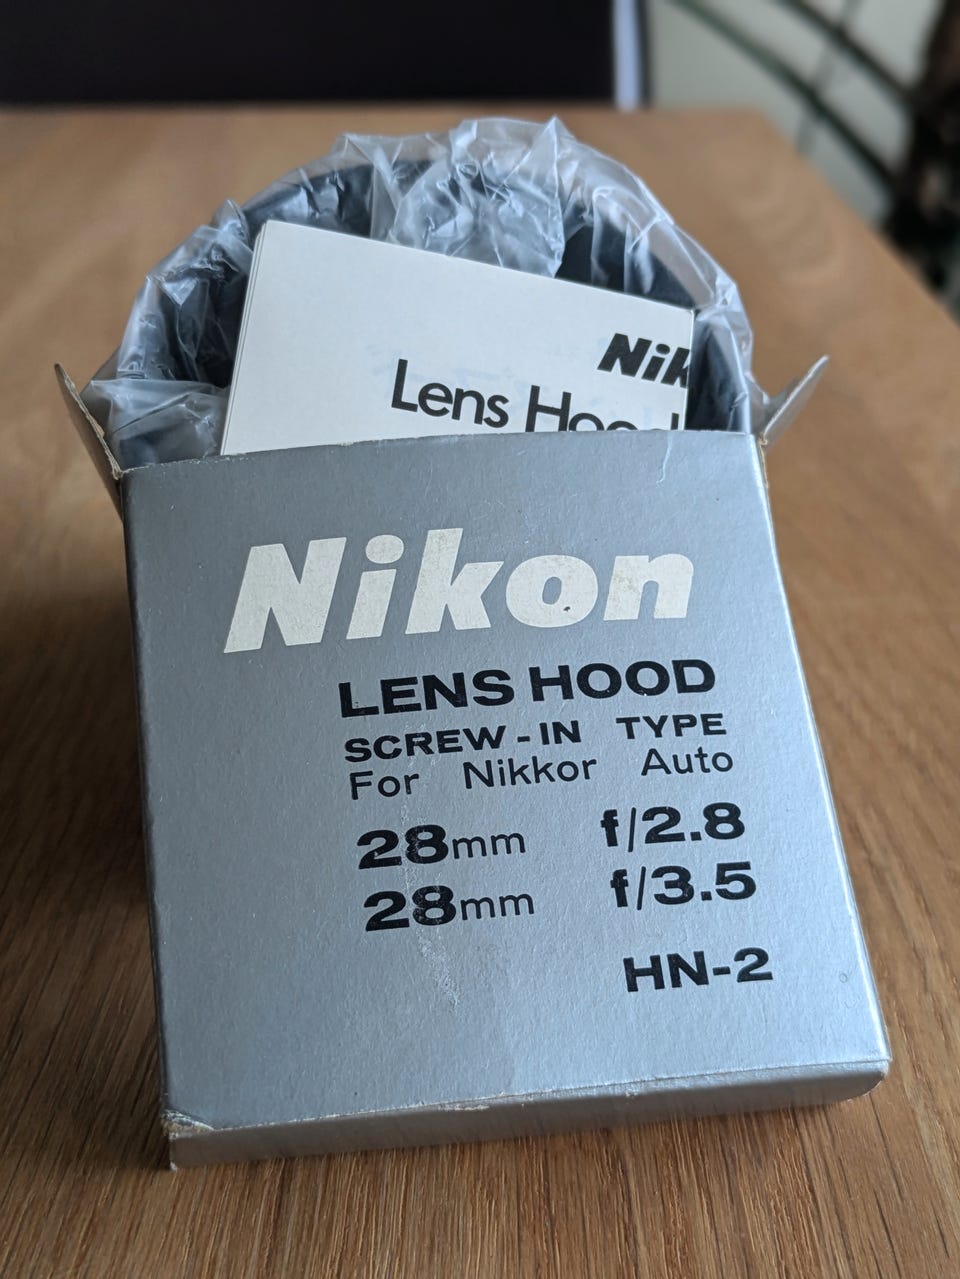 Nik
Lens Hood
Nikon
LENS HOOD
SCREW-IN TYPE
For Nikkor Auto
28mm f/2.8
28mm f/3.5
HN-2